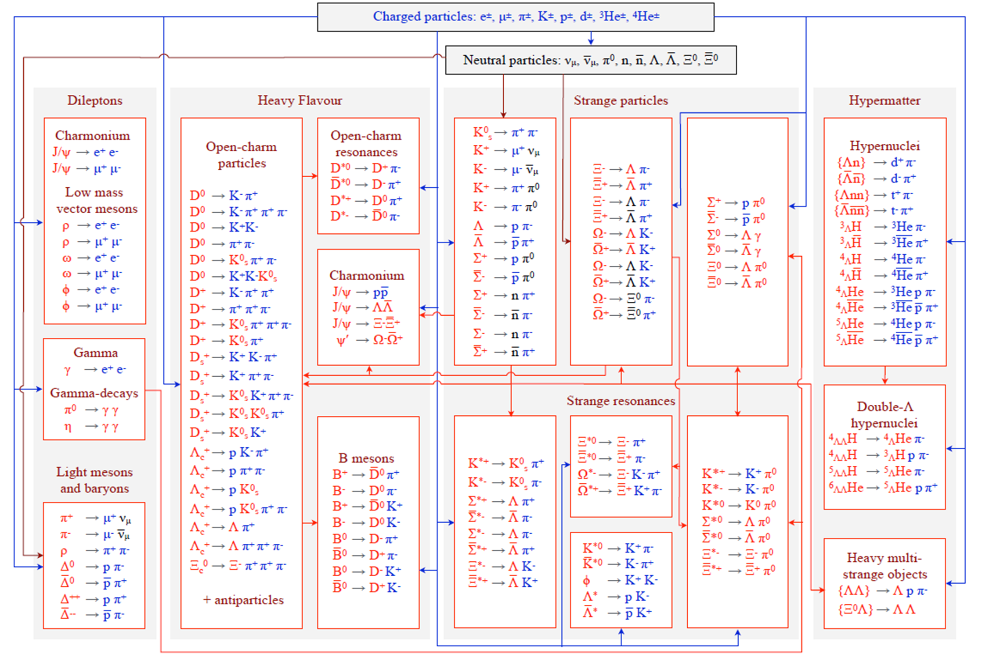 Charged particles: e±, μ±, π±, K±, p±, d±, ³He±, ⁴He±
Neutral particles: νμ, ν̅μ, π⁰, n, n̅, Λ, Λ̅, Ξ⁰, Ξ̅⁰
Dileptons
Charmonium
J/ψ → e⁺ e⁻
J/ψ → μ⁺ μ⁻
Low mass
vector mesons
ρ → e⁺ e⁻
ρ → μ⁺ μ⁻
ω → e⁺ e⁻
ω → μ⁺ μ⁻
ϕ → e⁺ e⁻
ϕ → μ⁺ μ⁻
Gamma
γ → e⁺ e⁻
Gamma-decays
π⁰ → γ γ
η → γ γ
Light mesons
and baryons
π⁺ → μ⁺ νμ
π⁻ → μ⁻ ν̅μ
ρ → π⁺ π⁻
Δ⁰ → p π⁻
Δ̅⁰ → p̅ π⁺
Δ⁺⁺ → p π⁺
Δ̅⁻⁻ → p̅ π⁻
Heavy Flavour
Open-charm
particles
D⁰ → K⁻ π⁺
D⁰ → K⁻ π⁺ π⁺ π⁻
D⁰ → K⁺K⁻
D⁰ → π⁺ π⁻
D⁰ → K⁰s π⁺ π⁻
D⁰ → K⁺K⁻K⁰s
D⁺ → K⁻ π⁺ π⁺
D⁺ → π⁺ π⁺ π⁻
D⁺ → K⁰s π⁺ π⁺ π⁻
D⁺ → K⁰s π⁺
Ds⁺ → K⁺ K⁻ π⁺
Ds⁺ → K⁺ π⁺ π⁻
Ds⁺ → K⁰s K⁺ π⁺ π⁻
Ds⁺ → K⁰s K⁰s π⁺
Ds⁺ → K⁰s K⁺
Λc⁺ → p K⁻ π⁺
Λc⁺ → p π⁺ π⁻
Λc⁺ → p K⁰s
Λc⁺ → p K⁰s π⁺ π⁻
Λc⁺ → Λ π⁺
Λc⁺ → Λ π⁺ π⁺ π⁻
Ξc⁰ → Ξ⁻ π⁺ π⁺ π⁻
+ antiparticles
Open-charm
resonances
D*⁰ → D⁺ π⁻
D̅*⁰ → D⁻ π⁺
D*⁺ → D⁰ π⁺
D*⁻ → D̅⁰ π⁻
Charmonium
J/ψ → pp̅
J/ψ → ΛΛ̅
J/ψ → Ξ⁻Ξ̅⁺
ψ′ → Ω⁻Ω̅⁺
B mesons
B⁺ → D̅⁰ π⁺
B⁻ → D⁰ π⁻
B⁺ → D̅⁰ K⁺
B⁻ → D⁰ K⁻
B⁰ → D⁻ π⁺
B̅⁰ → D⁺ π⁻
B⁰ → D⁻ K⁺
B̅⁰ → D⁺ K⁻
Strange particles
K⁰s → π⁺ π⁻
K⁺ → μ⁺ νμ
K⁻ → μ⁻ ν̅μ
K⁺ → π⁺ π⁰
K⁻ → π⁻ π⁰
Λ → p π⁻
Λ̅ → p̅ π⁺
Σ⁺ → p π⁰
Σ̅⁻ → p̅ π⁰
Σ⁺ → n π⁺
Σ̅⁻ → n̅ π⁻
Σ⁻ → n π⁻
Σ̅⁺ → n̅ π⁺
Ξ⁻ → Λ π⁻
Ξ̅⁺ → Λ̅ π⁺
Ξ⁻ → Λ π⁻
Ξ̅⁺ → Λ̅ π⁺
Ω⁻ → Λ K⁻
Ω̅⁺ → Λ̅ K⁺
Ω⁻ → Λ K⁻
Ω̅⁺ → Λ̅ K⁺
Ω⁻ → Ξ⁰ π⁻
Ω̅⁺ → Ξ̅⁰ π⁺
Σ⁺ → p π⁰
Σ̅⁻ → p̅ π⁰
Σ⁰ → Λ γ
Σ̅⁰ → Λ̅ γ
Ξ⁰ → Λ π⁰
Ξ̅⁰ → Λ̅ π⁰
Strange resonances
K*⁺ → K⁰s π⁺
K*⁻ → K⁰s π⁻
Σ*⁺ → Λ π⁺
Σ̅*⁻ → Λ̅ π⁻
Σ*⁻ → Λ π⁻
Σ̅*⁺ → Λ̅ π⁺
Ξ*⁻ → Λ K⁻
Ξ̅*⁺ → Λ̅ K⁺
Ξ*⁰ → Ξ⁻ π⁺
Ξ̅*⁰ → Ξ̅⁺ π⁻
Ω*⁻ → Ξ⁻ K⁻ π⁺
Ω̅*⁺ → Ξ̅⁺ K⁺ π⁻
K*⁰ → K⁺ π⁻
K̅*⁰ → K⁻ π⁺
ϕ → K⁺ K⁻
Λ* → p K⁻
Λ̅* → p̅ K⁺
K*⁺ → K⁺ π⁰
K*⁻ → K⁻ π⁰
K*⁰ → K⁰ π⁰
Σ*⁰ → Λ π⁰
Σ̅*⁰ → Λ̅ π⁰
Ξ*⁻ → Ξ⁻ π⁰
Ξ̅*⁺ → Ξ̅⁺ π⁰
Hypermatter
Hypernuclei
{Λn} → d⁺ π⁻
{Λ̅n̅} → d⁻ π⁺
{Λnn} → t⁺ π⁻
{Λ̅n̅n̅} → t⁻ π⁺
³ΛH → ³He π⁻
³ΛH̅ → ³H̅e̅ π⁺
⁴ΛH → ⁴He π⁻
⁴ΛH̅ → ⁴H̅e̅ π⁺
⁴ΛHe → ³He p π⁻
⁴ΛH̅e̅ → ³H̅e̅ p̅ π⁺
⁵ΛHe → ⁴He p π⁻
⁵ΛH̅e̅ → ⁴H̅e̅ p̅ π⁺
Double-Λ
hypernuclei
⁴ΛΛH → ⁴ΛHe π⁻
⁴ΛΛH → ³ΛH p π⁻
⁵ΛΛH → ⁵ΛHe π⁻
⁶ΛΛHe → ⁵ΛHe p π⁺
Heavy multi-
strange objects
{ΛΛ} → Λ p π⁻
{Ξ⁰Λ} → Λ Λ